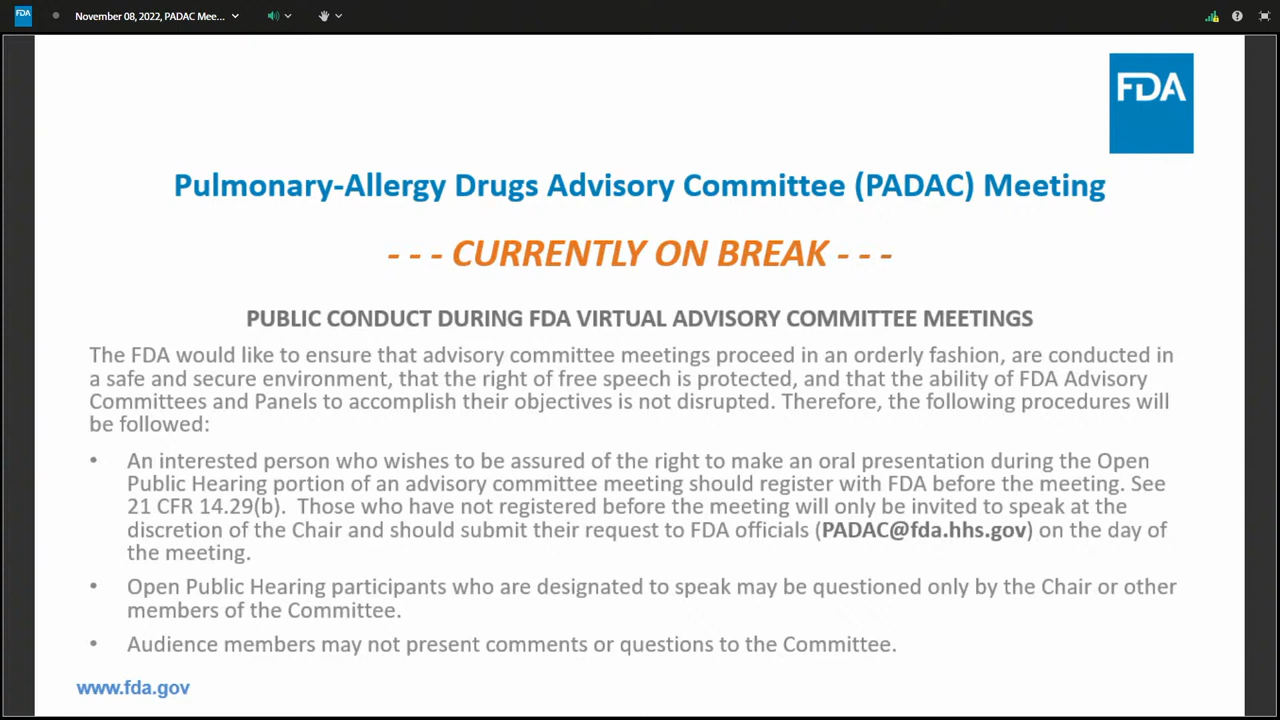 FDA
November 08, 2022, PADAC Mee...
FDA
Pulmonary-Allergy Drugs Advisory Committee (PADAC) Meeting
- - - CURRENTLY ON BREAK - - -
PUBLIC CONDUCT DURING FDA VIRTUAL ADVISORY COMMITTEE MEETINGS
The FDA would like to ensure that advisory committee meetings proceed in an orderly fashion, are conducted in
a safe and secure environment, that the right of free speech is protected, and that the ability of FDA Advisory
Committees and Panels to accomplish their objectives is not disrupted. Therefore, the following procedures will
be followed:
• An interested person who wishes to be assured of the right to make an oral presentation during the Open
Public Hearing portion of an advisory committee meeting should register with FDA before the meeting. See
21 CFR 14.29(b). Those who have not registered before the meeting will only be invited to speak at the
discretion of the Chair and should submit their request to FDA officials (PADAC@fda.hhs.gov) on the day of
the meeting.
• Open Public Hearing participants who are designated to speak may be questioned only by the Chair or other
members of the Committee.
• Audience members may not present comments or questions to the Committee.
www.fda.gov